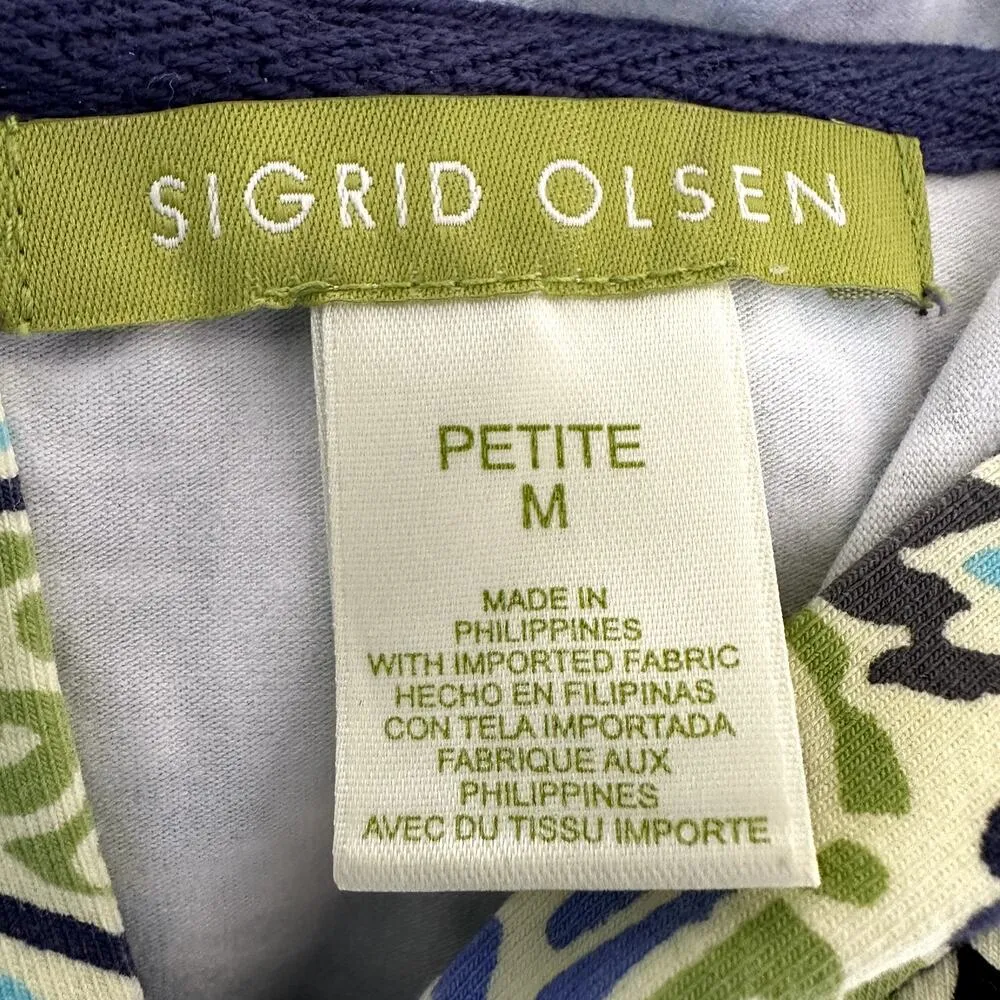 SIGRID OLSEN
PETITE
M
MADE IN
PHILIPPINES
WITH IMPORTED FABRIC
HECHO EN FILIPINAS
CON TELA IMPORTADA
FABRIQUE AUX
PHILIPPINES
AVEC DU TISSU IMPORTE